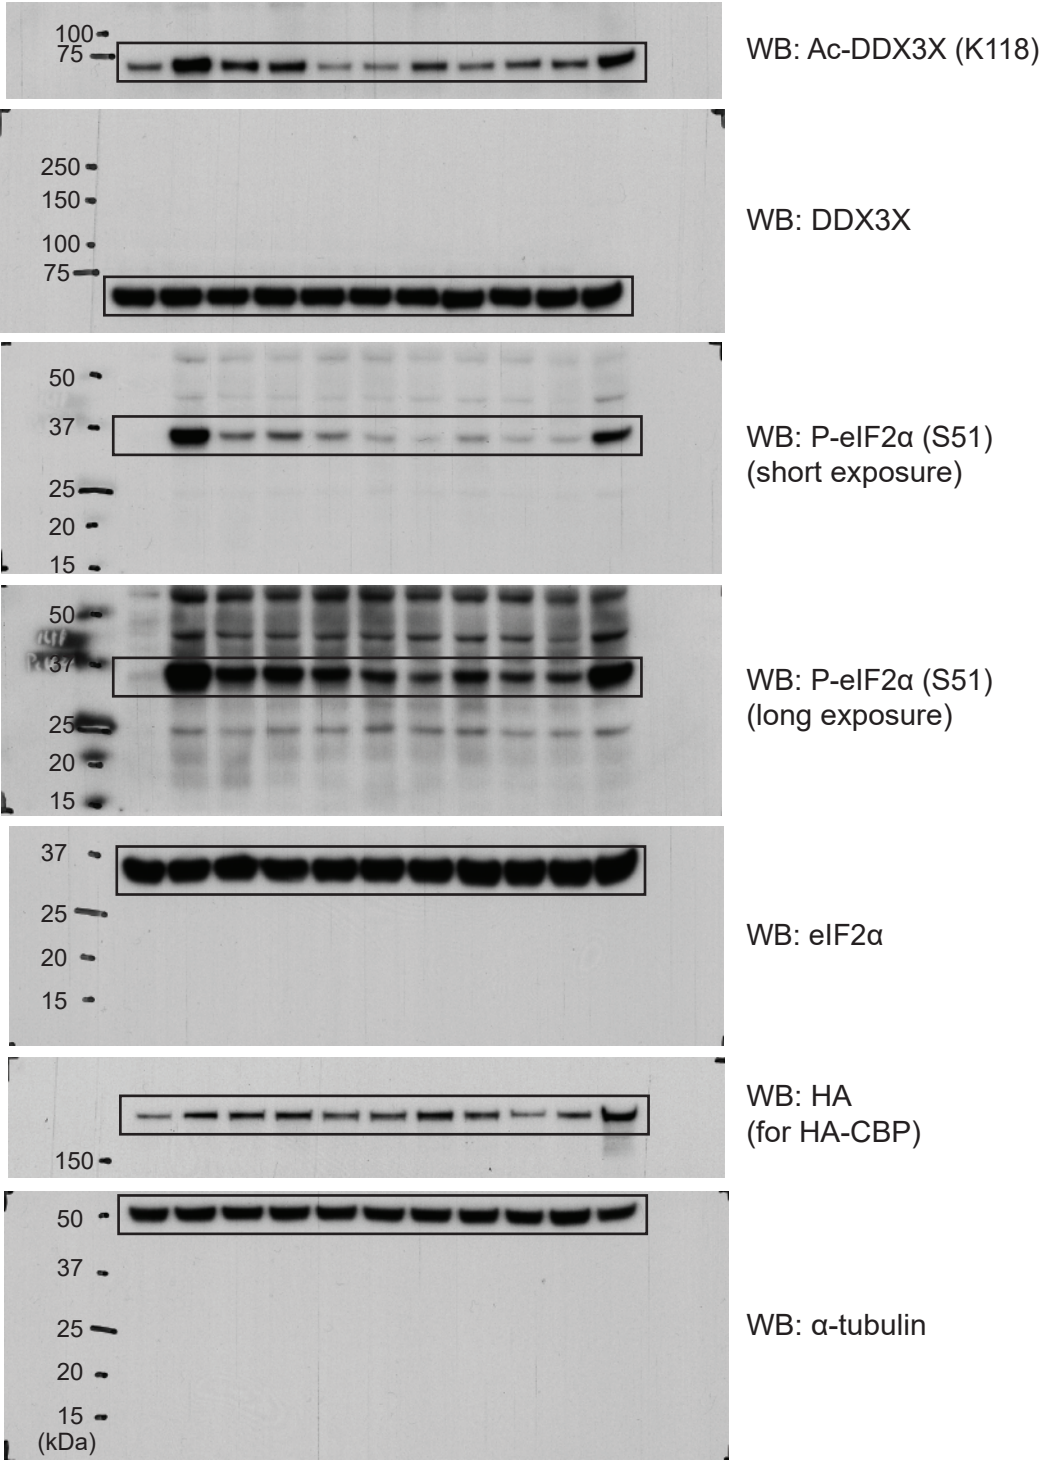 100
75
WB: Ac-DDX3X (K118)
250
150
100
75
WB: DDX3X
50
37
25
20
15
WB: P-eIF2α (S51)
(short exposure)
50
37
25
20
15
WB: P-eIF2α (S51)
(long exposure)
37
25
20
15
WB: eIF2α
150
WB: HA
(for HA-CBP)
50
37
25
20
15
(kDa)
WB: α-tubulin